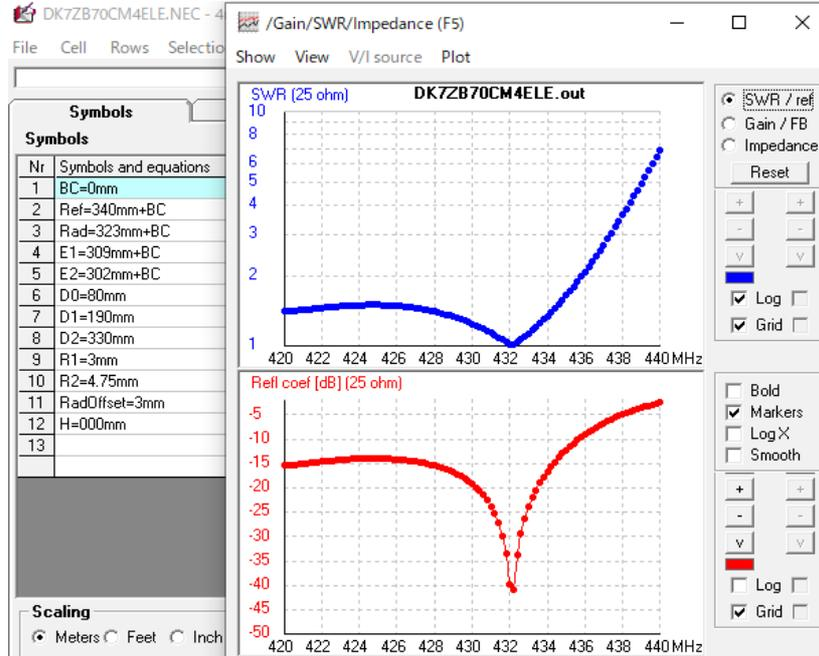 DK7ZB70CM4ELE.NEC - 4
File Cell Rows Selectio
Symbols
Symbols
Nr Symbols and equations
1 BC=0mm
2 Ref=340mm+BC
3 Rad=323mm+BC
4 E1=309mm+BC
5 E2=302mm+BC
6 D0=80mm
7 D1=190mm
8 D2=330mm
9 R1=3mm
10 R2=4.75mm
11 RadOffset=3mm
12 H=000mm
13
Scaling
Meters Feet Inch
/Gain/SWR/Impedance (F5)
Show View V/I source Plot
SWR (25 ohm) DK7ZB70CM4ELE.out
10
8
6
5
4
3
2
1
420 422 424 426 428 430 432 434 436 438 440 MHz
Refl coef [dB] (25 ohm)
-5
-10
-15
-20
-25
-30
-35
-40
-45
-50
420 422 424 426 428 430 432 434 436 438 440 MHz
SWR / ref
Gain / FB
Impedance
Reset
+ +
- -
v v
Log
Grid
Bold
Markers
Log X
Smooth
+ +
- -
v v
Log
Grid